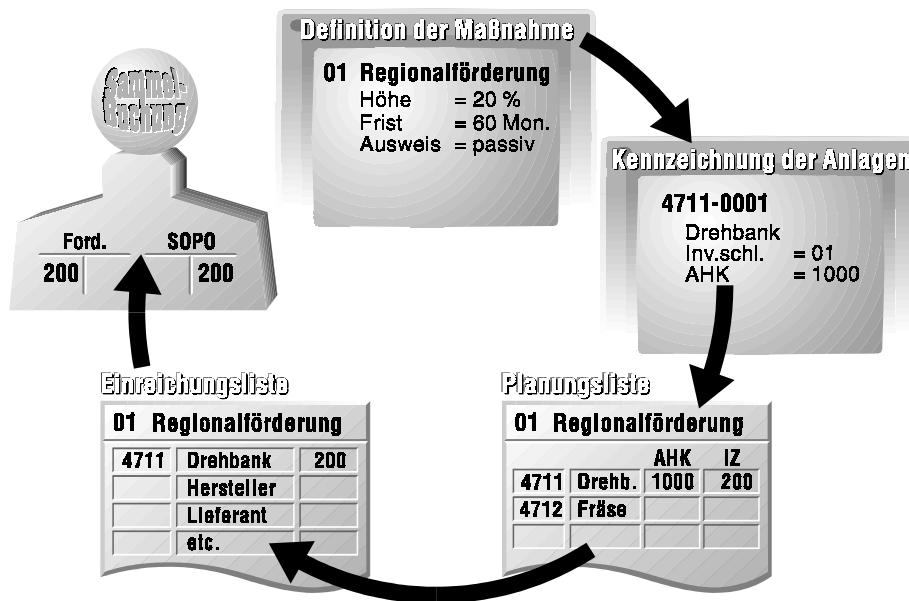 Definition der Maßnahme
01 Regionalförderung
Höhe = 20 %
Frist = 60 Mon.
Ausweis = passiv
Kennzeichnung der Anlagen
4711-0001
Drehbank
Inv.schl. = 01
AHK = 1000
Planungsliste
01 Regionalförderung
AHK IZ
4711 Drehb. 1000 200
4712 Fräse
Einreichungsliste
01 Regionalförderung
4711 Drehbank 200
Hersteller
Lieferant
etc.
Sammel-
Buchung
Ford. SOPO
200 200